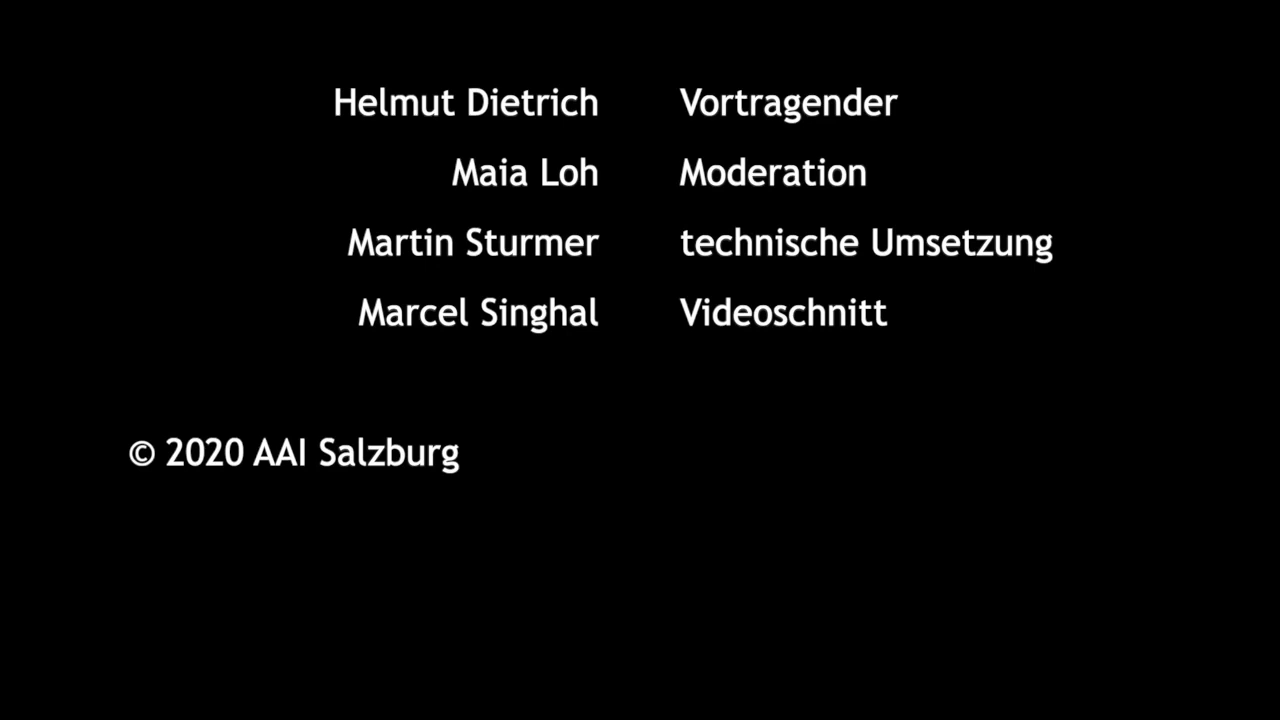 Helmut Dietrich Vortragender
Maia Loh Moderation
Martin Sturmer technische Umsetzung
Marcel Singhal Videoschnitt
© 2020 AAI Salzburg